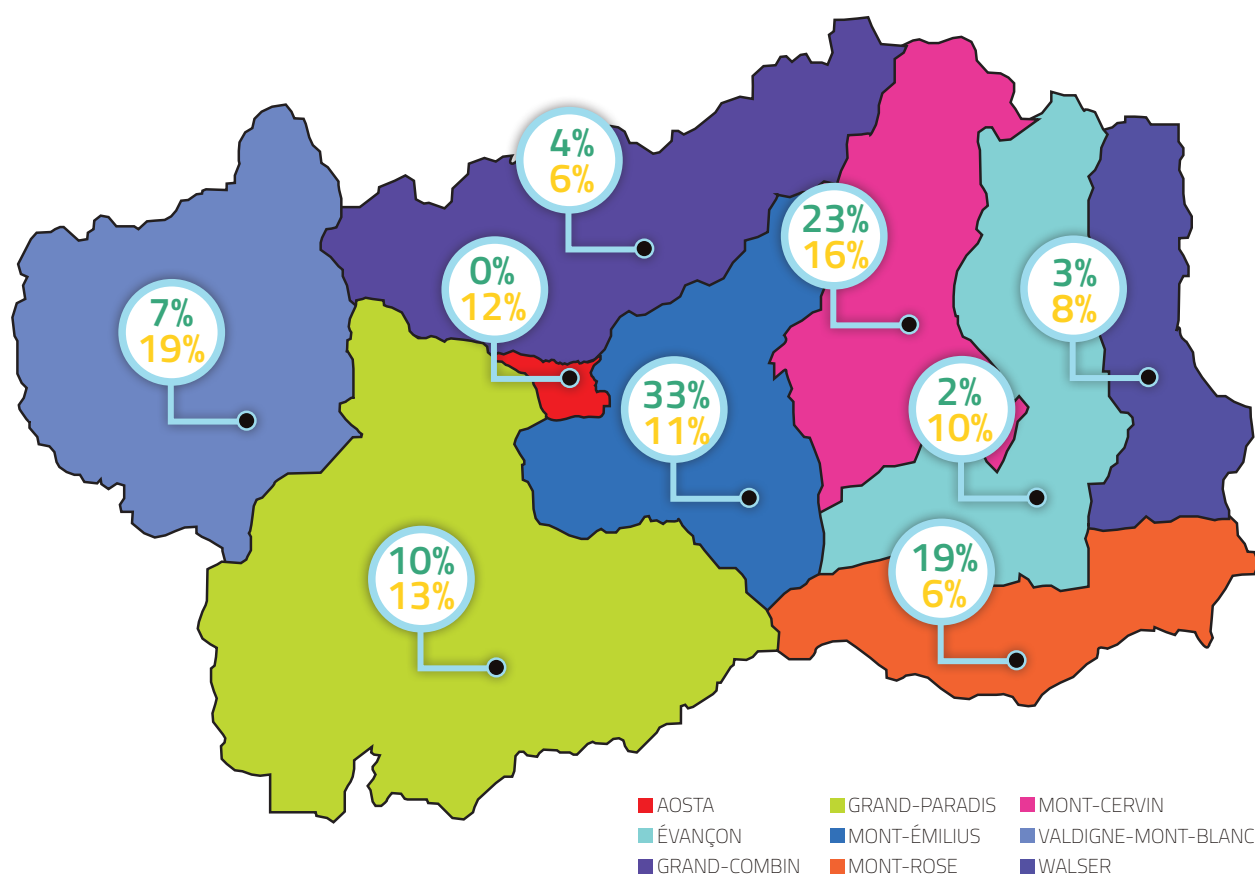 4%
6%
23%
16%
0%
12%
3%
8%
7%
19%
33%
11%
2%
10%
10%
13%
19%
6%
AOSTA
ÉVANÇON
GRAND-COMBIN
GRAND-PARADIS
MONT-ÉMILIUS
MONT-ROSE
MONT-CERVIN
VALDIGNE-MONT-BLANC
WALSER